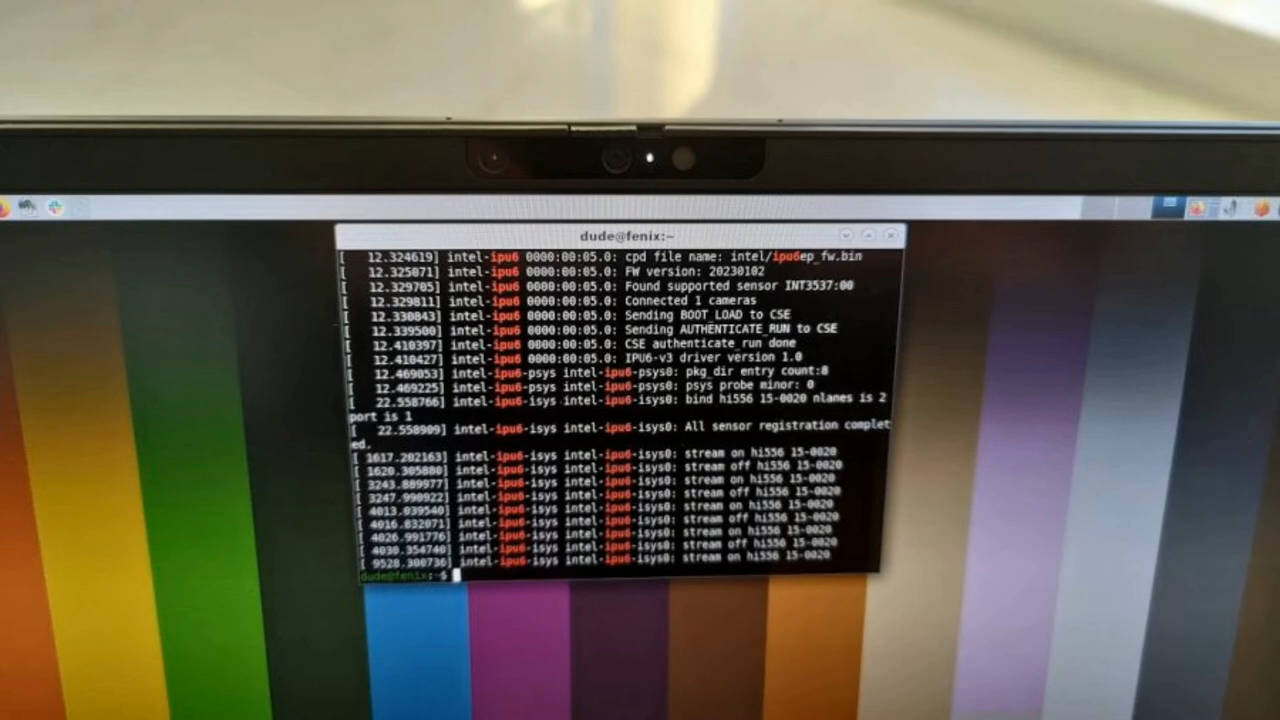 dude@fenix:~
[   12.324619] intel-ipu6 0000:00:05.0: cpd file name: intel/ipu6ep_fw.bin
[   12.325071] intel-ipu6 0000:00:05.0: FW version: 20230102
[   12.329705] intel-ipu6 0000:00:05.0: Found supported sensor INT3537:00
[   12.329811] intel-ipu6 0000:00:05.0: Connected 1 cameras
[   12.330843] intel-ipu6 0000:00:05.0: Sending BOOT_LOAD to CSE
[   12.339500] intel-ipu6 0000:00:05.0: Sending AUTHENTICATE_RUN to CSE
[   12.410397] intel-ipu6 0000:00:05.0: CSE authenticate_run done
[   12.410427] intel-ipu6 0000:00:05.0: IPU6-v3 driver version 1.0
[   12.469053] intel-ipu6-psys intel-ipu6-psys0: pkg_dir entry count:8
[   12.469225] intel-ipu6-psys intel-ipu6-psys0: psys probe minor: 0
[   22.558766] intel-ipu6-isys intel-ipu6-isys0: bind hi556 15-0020 nlanes is 2
port is 1
[   22.558909] intel-ipu6-isys intel-ipu6-isys0: All sensor registration complet
ed.
[ 1617.202163] intel-ipu6-isys intel-ipu6-isys0: stream on hi556 15-0020
[ 1620.305880] intel-ipu6-isys intel-ipu6-isys0: stream off hi556 15-0020
[ 3243.889977] intel-ipu6-isys intel-ipu6-isys0: stream on hi556 15-0020
[ 3247.990922] intel-ipu6-isys intel-ipu6-isys0: stream off hi556 15-0020
[ 4013.039540] intel-ipu6-isys intel-ipu6-isys0: stream on hi556 15-0020
[ 4016.832071] intel-ipu6-isys intel-ipu6-isys0: stream off hi556 15-0020
[ 4026.991776] intel-ipu6-isys intel-ipu6-isys0: stream on hi556 15-0020
[ 4030.354740] intel-ipu6-isys intel-ipu6-isys0: stream off hi556 15-0020
[ 9528.300736] intel-ipu6-isys intel-ipu6-isys0: stream on hi556 15-0020
dude@fenix:~$